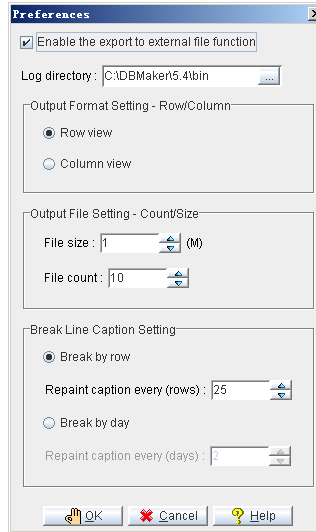 Preferences
Enable the export to external file function
Log directory : C:\DBMaker\5.4\bin ...
Output Format Setting - Row/Column
Row view
Column view
Output File Setting - Count/Size
File size : 1 (M)
File count : 10
Break Line Caption Setting
Break by row
Repaint caption every (rows) : 25
Break by day
Repaint caption every (days) : 2
OK Cancel Help